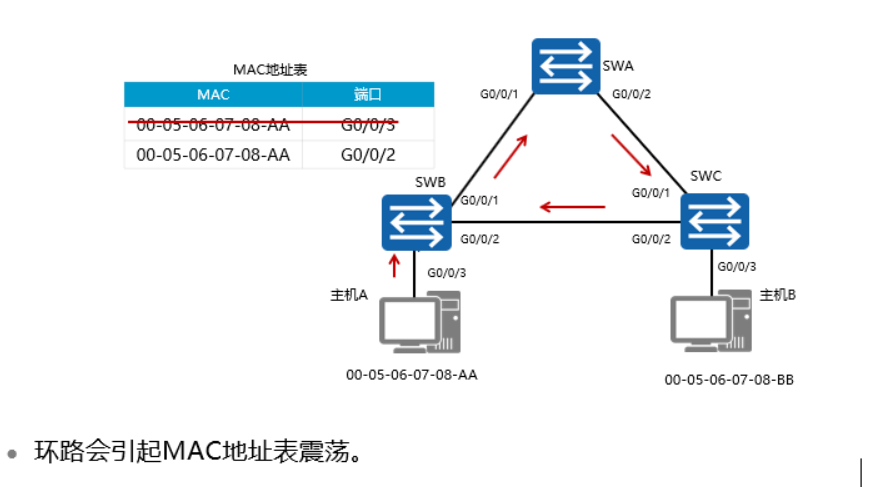 MAC地址表
MAC 端口
00-05-06-07-08-AA G0/0/3
00-05-06-07-08-AA G0/0/2
SWA
G0/0/1 G0/0/2
SWB SWC
G0/0/1 G0/0/1
G0/0/2 G0/0/2
G0/0/3 G0/0/3
主机A 主机B
00-05-06-07-08-AA 00-05-06-07-08-BB
环路会引起MAC地址表震荡。